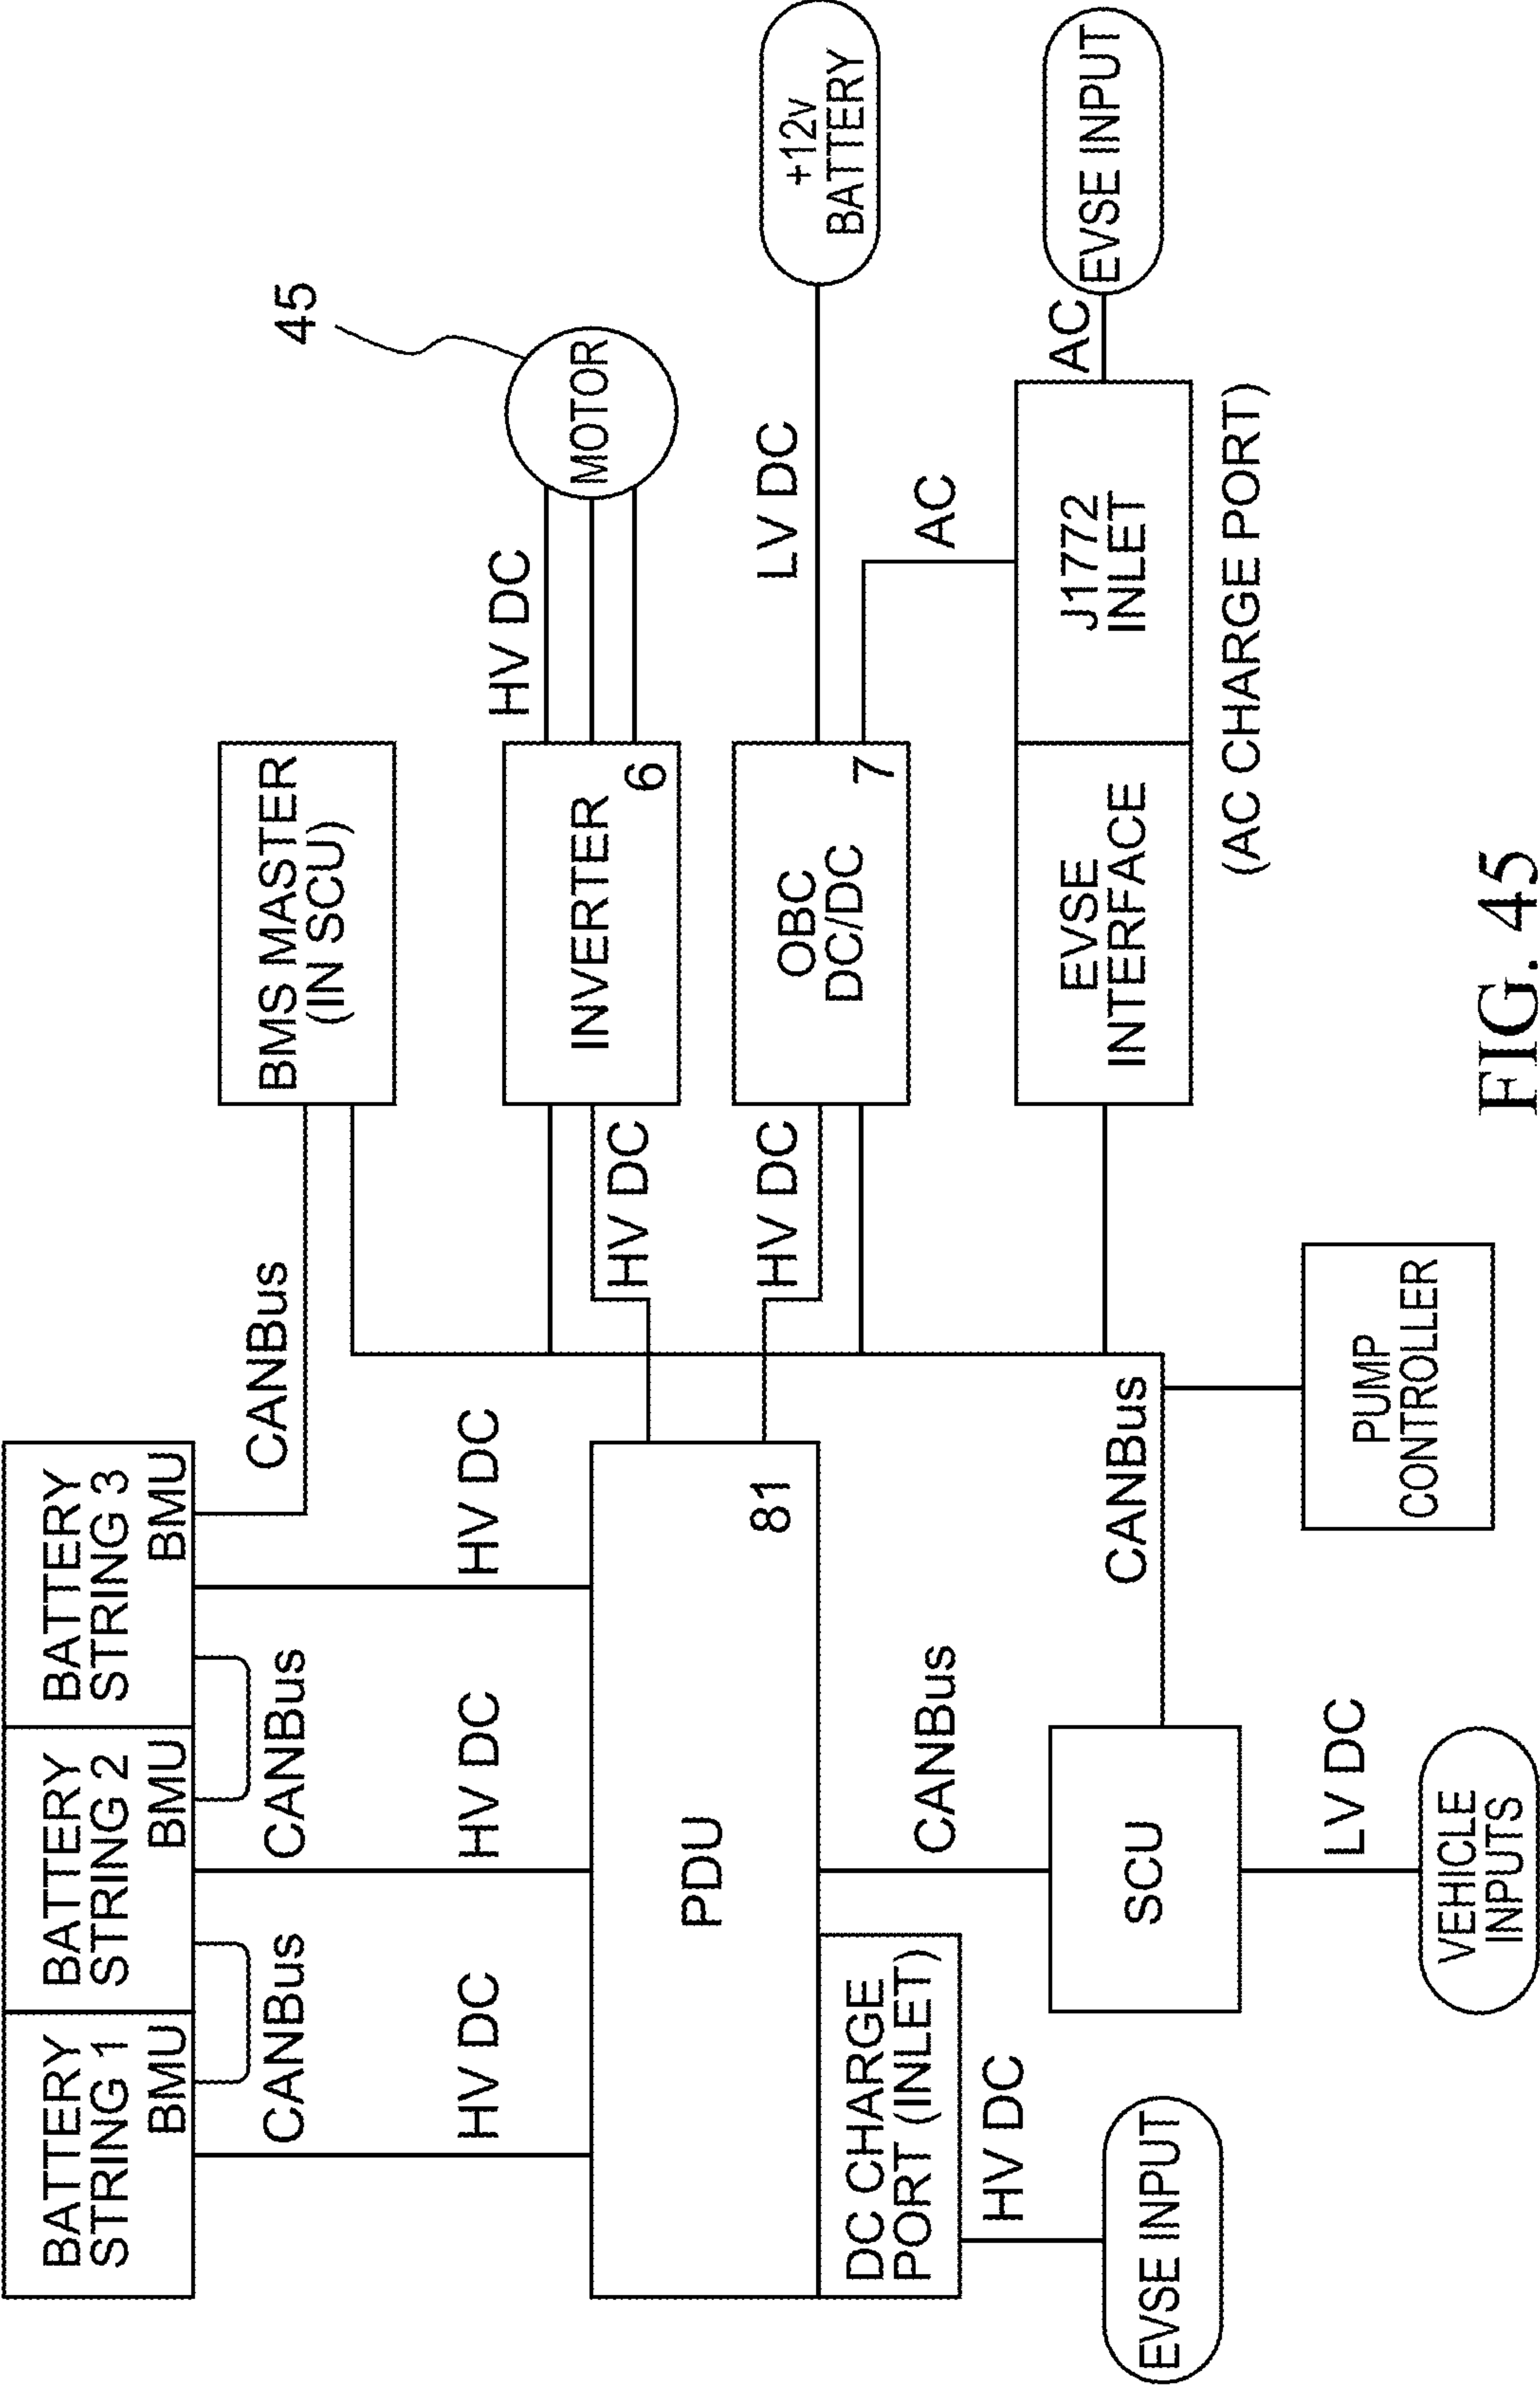 BATTERY
STRING 1
BMU
BATTERY
STRING 2
BMU
BATTERY
STRING 3
BMU
CANBus
CANBus
CANBus
HV DC
HV DC
HV DC
BMS MASTER
(IN SCU)
45
HV DC
MOTOR
INVERTER
6
HV DC
PDU
81
HV DC
OBC
DC/DC
7
LV DC
+12v
BATTERY
AC
DC CHARGE
PORT (INLET)
CANBus
HV DC
EVSE INPUT
SCU
CANBus
EVSE
INTERFACE
J1772
INLET
AC
EVSE INPUT
(AC CHARGE PORT)
LV DC
VEHICLE
INPUTS
PUMP
CONTROLLER
FIG. 45